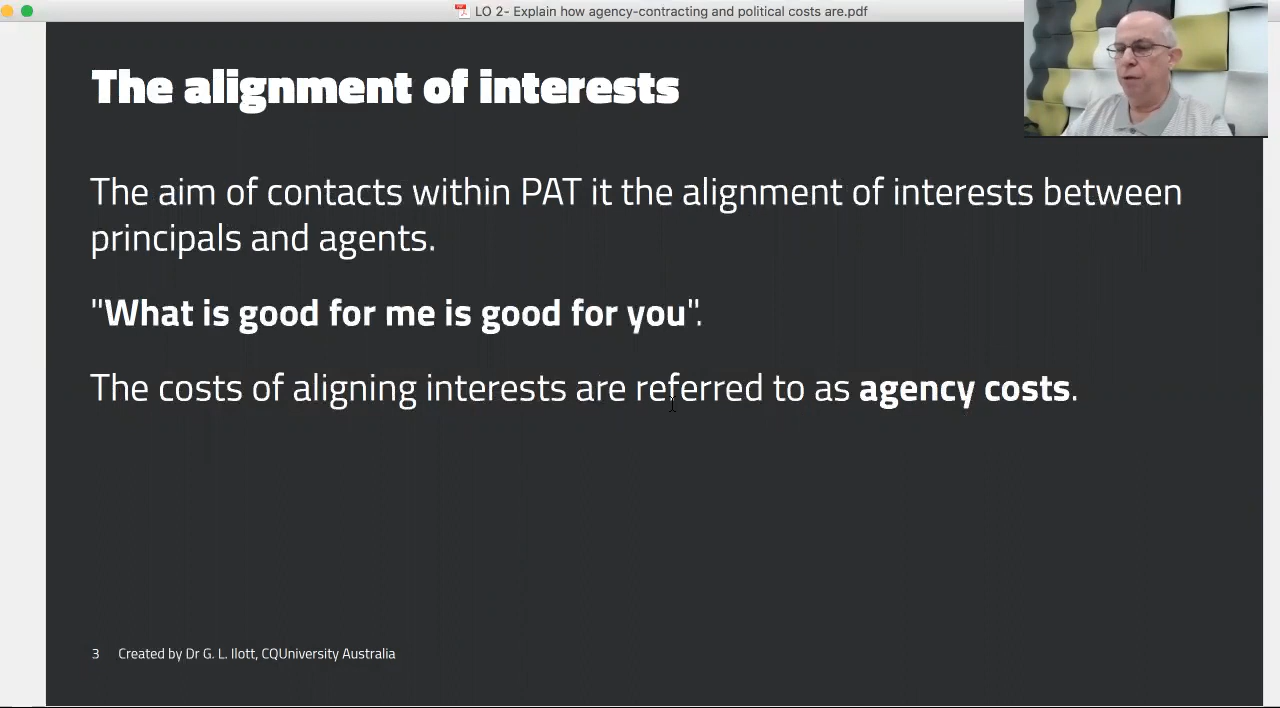 LO 2- Explain how agency-contracting and political costs are.pdf
The alignment of interests
The aim of contacts within PAT it the alignment of interests between
principals and agents.
"What is good for me is good for you".
The costs of aligning interests are referred to as agency costs.
3 Created by Dr G. L. Ilott, CQUniversity Australia